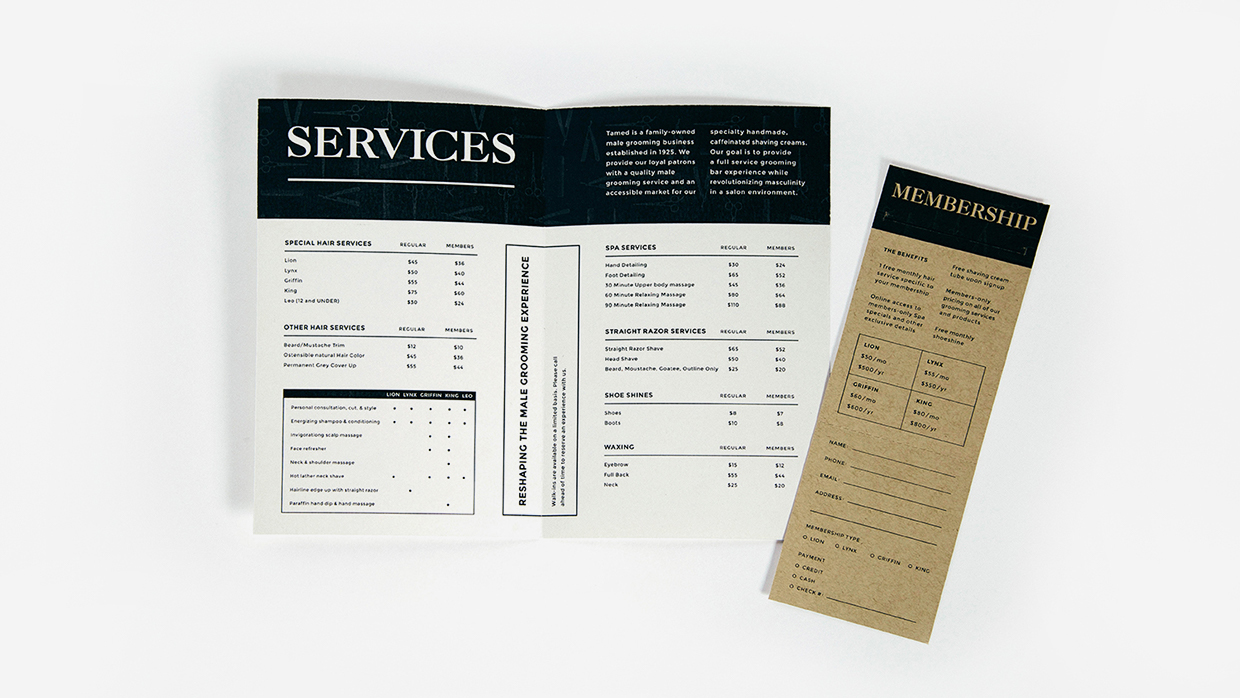 SERVICES
Tamed is a family-owned
male grooming business
established in 1925. We
provide our loyal patrons
with a quality male
grooming service and an
accessible market for our
specialty handmade,
caffeinated shaving creams.
Our goal is to provide
a full service grooming
bar experience while
revolutionizing masculinity
in a salon environment.
SPECIAL HAIR SERVICES REGULAR MEMBERS
Lion $45 $36
Lynx $50 $40
Griffin $55 $44
King $75 $60
Leo (12 and UNDER) $30 $24
OTHER HAIR SERVICES REGULAR MEMBERS
Beard/Mustache Trim $12 $10
Ostensible natural Hair Color $45 $36
Permanent Grey Cover Up $55 $44
LION LYNX GRIFFIN KING LEO
Personal consultation, cut, & style • • • • •
Energizing shampoo & conditioning • • • • •
Invigorationg scalp massage • •
Face refresher • •
Neck & shoulder massage •
Hot lather neck shave • • • •
Hairline edge up with straight razor •
Paraffin hand dip & hand massage •
RESHAPING THE MALE GROOMING EXPERIENCE
Walk-ins are available on a limited basis. Please call
ahead of time to reserve an experience with us.
SPA SERVICES REGULAR MEMBERS
Hand Detailing $30 $24
Foot Detailing $65 $52
30 Minute Upper body massage $45 $36
60 Minute Relaxing Massage $80 $64
90 Minute Relaxing Massage $110 $88
STRAIGHT RAZOR SERVICES REGULAR MEMBERS
Straight Razor Shave $65 $52
Head Shave $50 $40
Beard, Moustache, Goatee, Outline Only $25 $20
SHOE SHINES REGULAR MEMBERS
Shoes $8 $7
Boots $10 $8
WAXING REGULAR MEMBERS
Eyebrow $15 $12
Full Back $55 $44
Neck $25 $20
MEMBERSHIP
THE BENEFITS
1 free monthly hair
service specific to
your membership
Online access to
members-only Spa
specials and other
exclusive details
Free shaving cream
tube upon signup
Members-only
pricing on all of our
grooming services
and products
Free monthly
shoeshine
LION
$50/mo
$500/yr
LYNX
$55/mo
$550/yr
GRIFFIN
$60/mo
$600/yr
KING
$80/mo
$800/yr
NAME:
PHONE:
EMAIL:
ADDRESS:
MEMBERSHIP TYPE
O LION O LYNX O GRIFFIN O KING
PAYMENT
O CREDIT
O CASH
O CHECK #: